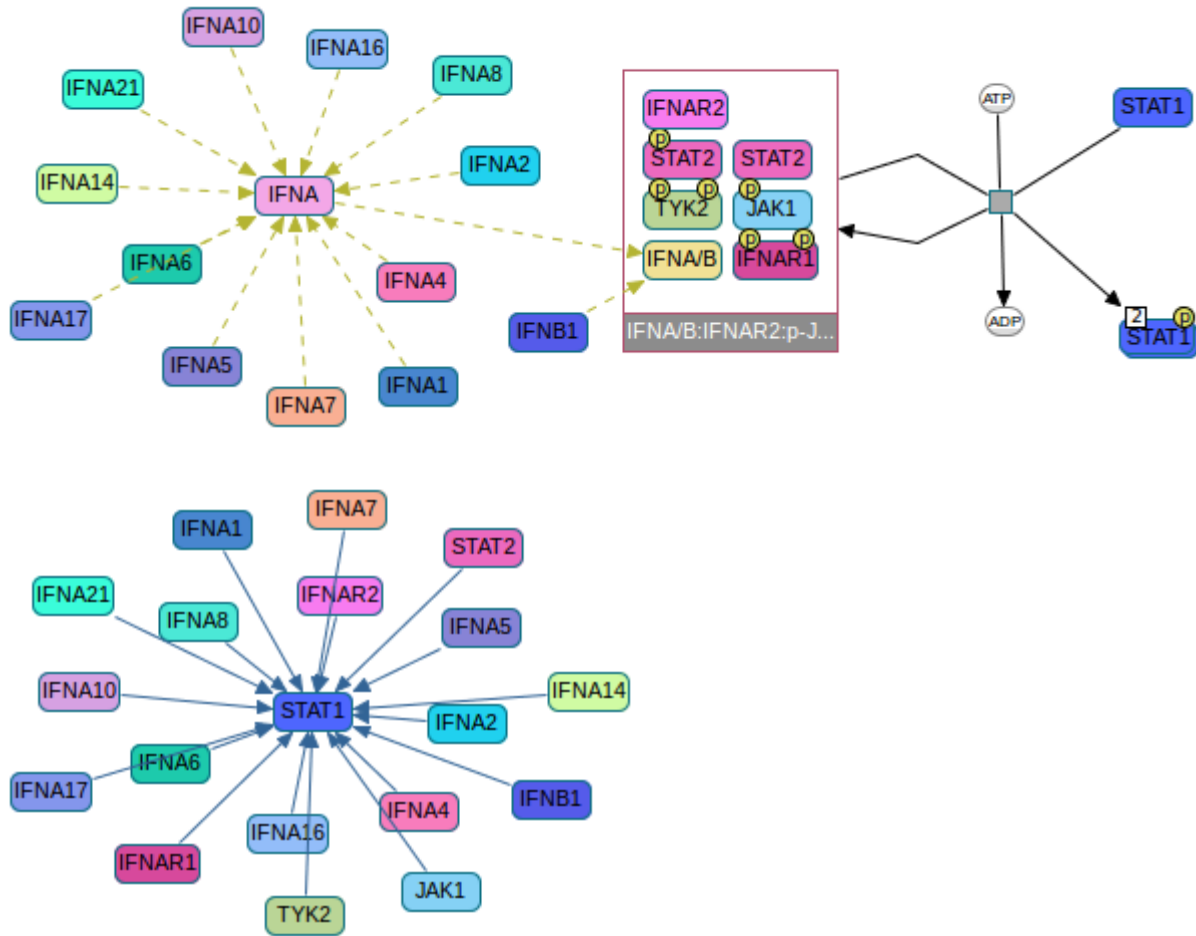 IFNA10
IFNA16
IFNA8
IFNA21
IFNA2
IFNA14
IFNA
IFNA6
IFNA4
IFNA17
IFNB1
IFNA5
IFNA1
IFNA7
IFNAR2
p
STAT2
STAT2
p
p
p
TYK2
JAK1
p
p
IFNA/B
IFNAR1
IFNA/B:IFNAR2:p-J...
ATP
STAT1
ADP
2
p
STAT1
IFNA7
IFNA1
STAT2
IFNA21
IFNAR2
IFNA8
IFNA5
IFNA10
IFNA14
STAT1
IFNA2
IFNA6
IFNA17
IFNB1
IFNA4
IFNA16
IFNAR1
JAK1
TYK2